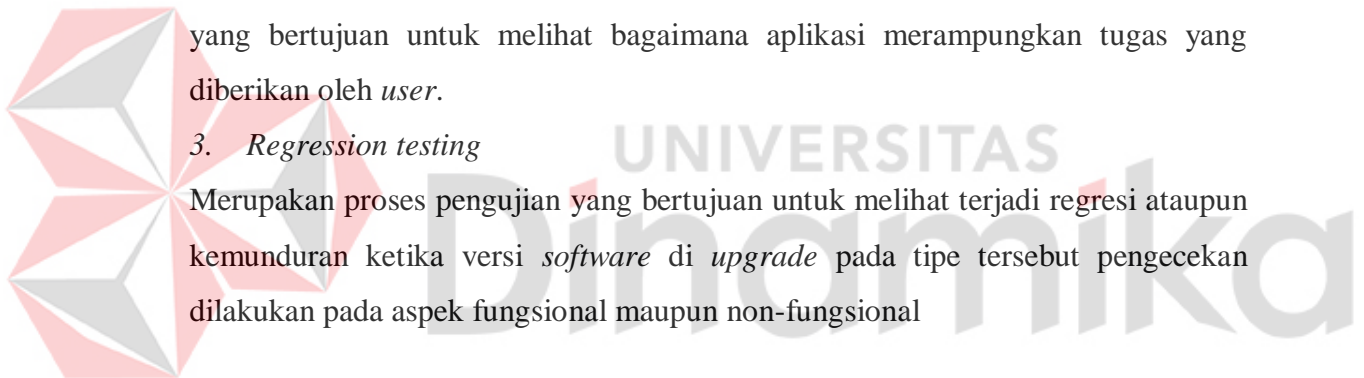 yang bertujuan untuk melihat bagaimana aplikasi merampungkan tugas yang
diberikan oleh user.
3. Regression testing
UNIVERSITAS
Dinamika
Merupakan proses pengujian yang bertujuan untuk melihat terjadi regresi ataupun
kemunduran ketika versi software di upgrade pada tipe tersebut pengecekan
dilakukan pada aspek fungsional maupun non-fungsional